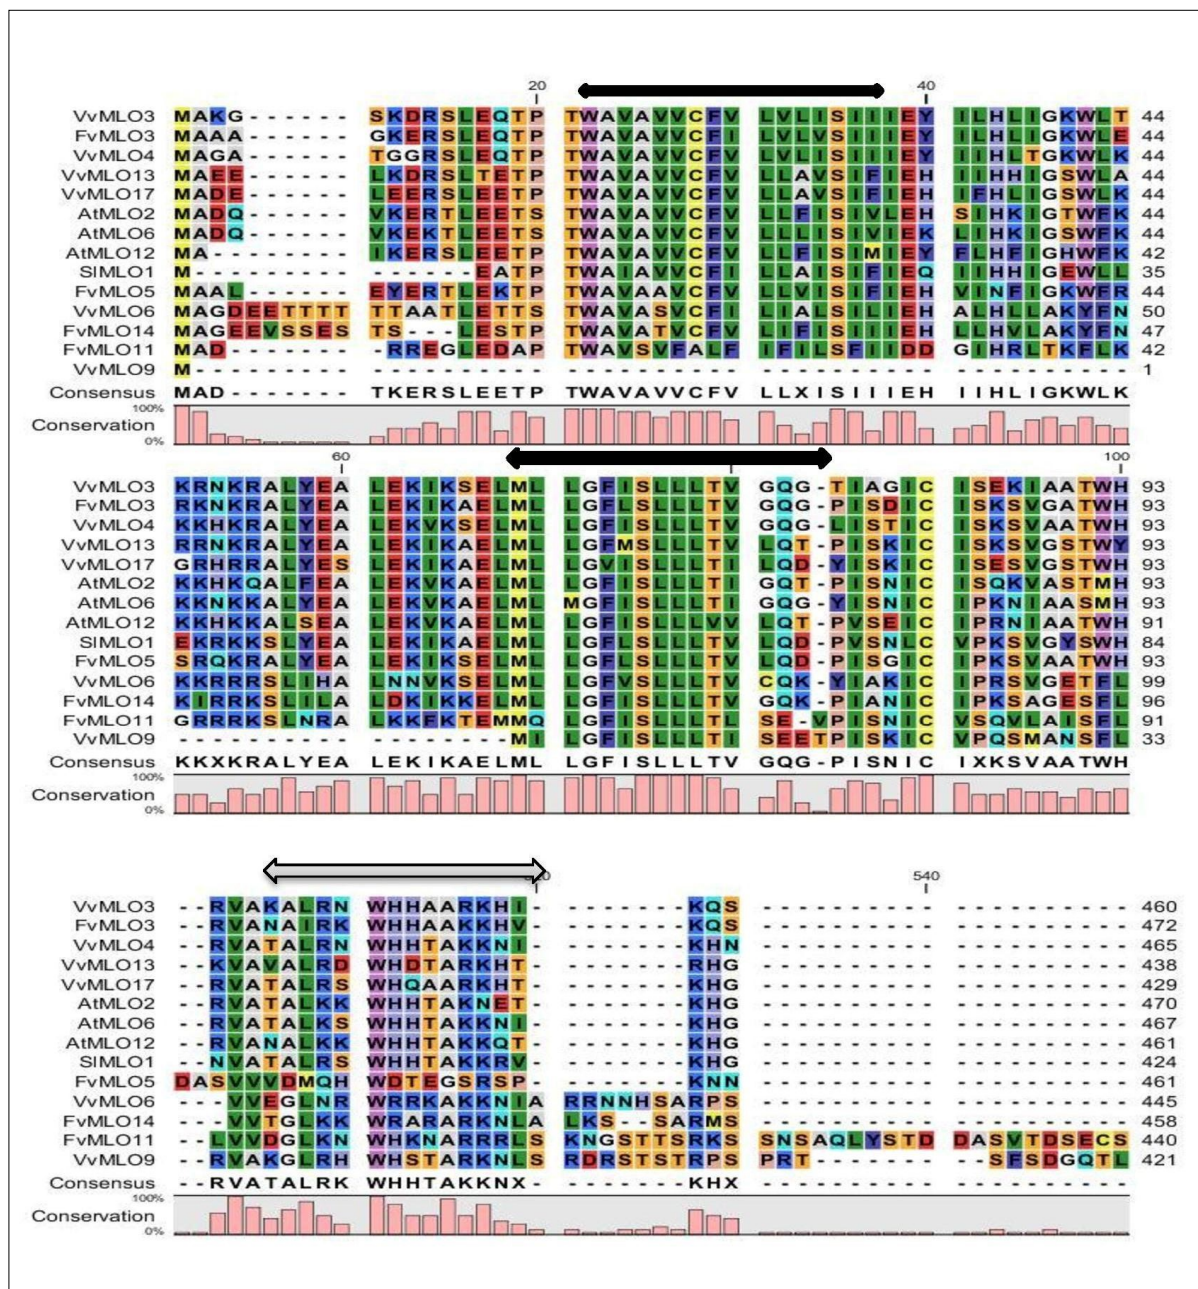 20 40
VvMLO3 MAKG------ SKDRSLEQTP TWAVAVVCFV LVLISIIIEY ILHLIGKWLT 44
FvMLO3 MAAA------ GKERSLEQTP TWAVAVVCFI LVLVSIIIEY IIHLIGKWLE 44
VvMLO4 MAGA------ TGGRSLEQTP TWAVAVVCFV LVLISIIIEY IIHLTGKWLK 44
VvMLO13 MAEE------ LKDRSLTETP TWAVAVVCFV LLAVSIFIEH IIHHIGSWLA 44
VvMLO17 MADE------ LEERSLEETP TWAVAVVCFV LLAVSIFIEH IFHLIGSWLK 44
AtMLO2 MADQ------ VKERTLEETS TWAVAVVCFV LLFISIVLEH SIHKIGTWFK 44
AtMLO6 MADQ------ VKEKTLEETS TWAVAVVCFV LLFISIVIEK LIHKIGSWFK 44
AtMLO12 MA-------- IKERSLEETP TWAVAVVCFV LLFISIMIEY FLHFIGHWFK 42
SlMLO1 M--------- ------EATP TWAIAVVCFI LLAISIFIEQ IIHHIGEWLL 35
FvMLO5 MAAL------ EYERTLEKTP TWAVAAVCFV LLVISIFIEH VINFIGKWFR 44
VvMLO6 MAGDEETTTT TTAATLETTS TWAVASVCFI LIALSILIEH ALHLLAKYFN 50
FvMLO14 MAGEEVSSES TS---LESTP TWAVATVCFV LIFISIIIEH LLHVLAKYFN 47
FvMLO11 MAD------- -RREGLEDAP TWAVSVFALF IFILSFIIDD GIHRLTKFLK 42
VvMLO9 M--------- ---------- ---------- ---------- ---------- 1
Consensus MAD------- TKERSLEETP TWAVAVVCFV LLXISIIIEH IIHLIGKWLK
100%
Conservation
0%
60 100
VvMLO3 KRNKRALYEA LEKIKSELML LGFISLLLTV GQG-TIAGIC ISEKIAATWH 93
FvMLO3 RKNKRALYEA LEKIKAELML LGFLSLLLTV GQG-PISDIC ISKSVGATWH 93
VvMLO4 KKHKRALYEA LEKVKSELML LGFISLLLTV GQG-LISTIC ISKSVAATWH 93
VvMLO13 RRNKRALYEA LEKIKAELML LGFMSLLLTV LQT-PISKIC ISKSVGSTWY 93
VvMLO17 GRHRRALYES LEKIKAELML LGVISLLLTI LQD-YISKIC ISESVGSTWH 93
AtMLO2 KKHKQALFEA LEKVKAELML LGFISLLLTI GQT-PISNIC ISQKVASTMH 93
AtMLO6 KKNKKALYEA LEKVKAELML MGFISLLLTI GQG-YISNIC IPKNIAASMH 93
AtMLO12 KKHKKALSEA LEKVKAELML LGFISLLLVV LQT-PVSEIC IPRNIAATWH 91
SlMLO1 EKRKKSLYEA LEKIKAELML LGFLSLLLTV LQD-PVSNLC VPKSVGYSWH 84
FvMLO5 SRQKRALYEA LEKIKSELML LGFISLLLTV LQD-PISGIC IPKSVAATWH 93
VvMLO6 KKRRRSLIHA LNNVKSELML LGFVSLLLTV CQK-YIAKIC IPRSVGETFL 99
FvMLO14 KIRRKSLILA LDKIKKELML LGFISLLLTV GQK-PIANIC IPKSAGESFL 96
FvMLO11 GRRRKSLNRA LKKFKTEMMQ LGFISLLLTL SE-VPISNIC VSQVLAISFL 91
VvMLO9 ---------- --------MI LGFISLLLTI SEETPISKIC VPQSMANSFL 33
Consensus KKXKRALYEA LEKIKAELML LGFISLLLTV GQG-PISNIC IXKSVAATWH
100%
Conservation
0%
520 540
VvMLO3 --RVAKALRN WHHAARKHI- -------KQS ---------- ---------- 460
FvMLO3 --RVANAIRK WHHAAKKHV- -------KQS ---------- ---------- 472
VvMLO4 --RVATALRN WHHTAKKNI- -------KHN ---------- ---------- 465
VvMLO13 --KVAVALRD WHDTARKHT- -------RHG ---------- ---------- 438
VvMLO17 --RVATALRS WHQAARKHT- -------KHG ---------- ---------- 429
AtMLO2 --RVATALKK WHHTAKNET- -------KHG ---------- ---------- 470
AtMLO6 --RVATALKS WHHTAKKNI- -------KHG ---------- ---------- 467
AtMLO12 --RVANALKK WHHTAKKQT- -------KHG ---------- ---------- 461
SlMLO1 --NVATALRS WHHTAKKRV- -------KHG ---------- ---------- 424
FvMLO5 DASVVVDMQH WDTEGSRSP- -------KNN ---------- ---------- 461
VvMLO6 ---VVEGLNR WRRKAKKNIA RRNNHSARPS ---------- ---------- 445
FvMLO14 ---VVTGLKK WRARARKNLA LKS--SARMS ---------- ---------- 458
FvMLO11 --LVVDGLKN WHKNARRRLS KNGSTTSRKS SNSAQLYSTD DASVTDSECS 440
VvMLO9 --RVAKGLRH WHSTARKNLS RDRSTSTRPS PRT------- --SFSDGQTL 421
Consensus --RVATALRK WHHTAKKNX- -------KHX ---------- ----------
100%
Conservation
0%